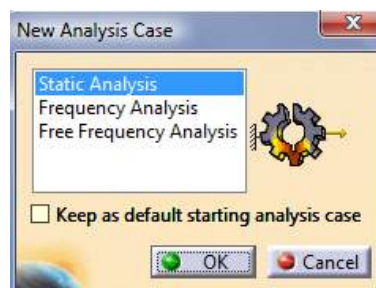 New Analysis Case
Static Analysis
Frequency Analysis
Free Frequency Analysis
Keep as default starting analysis case
OK
Cancel